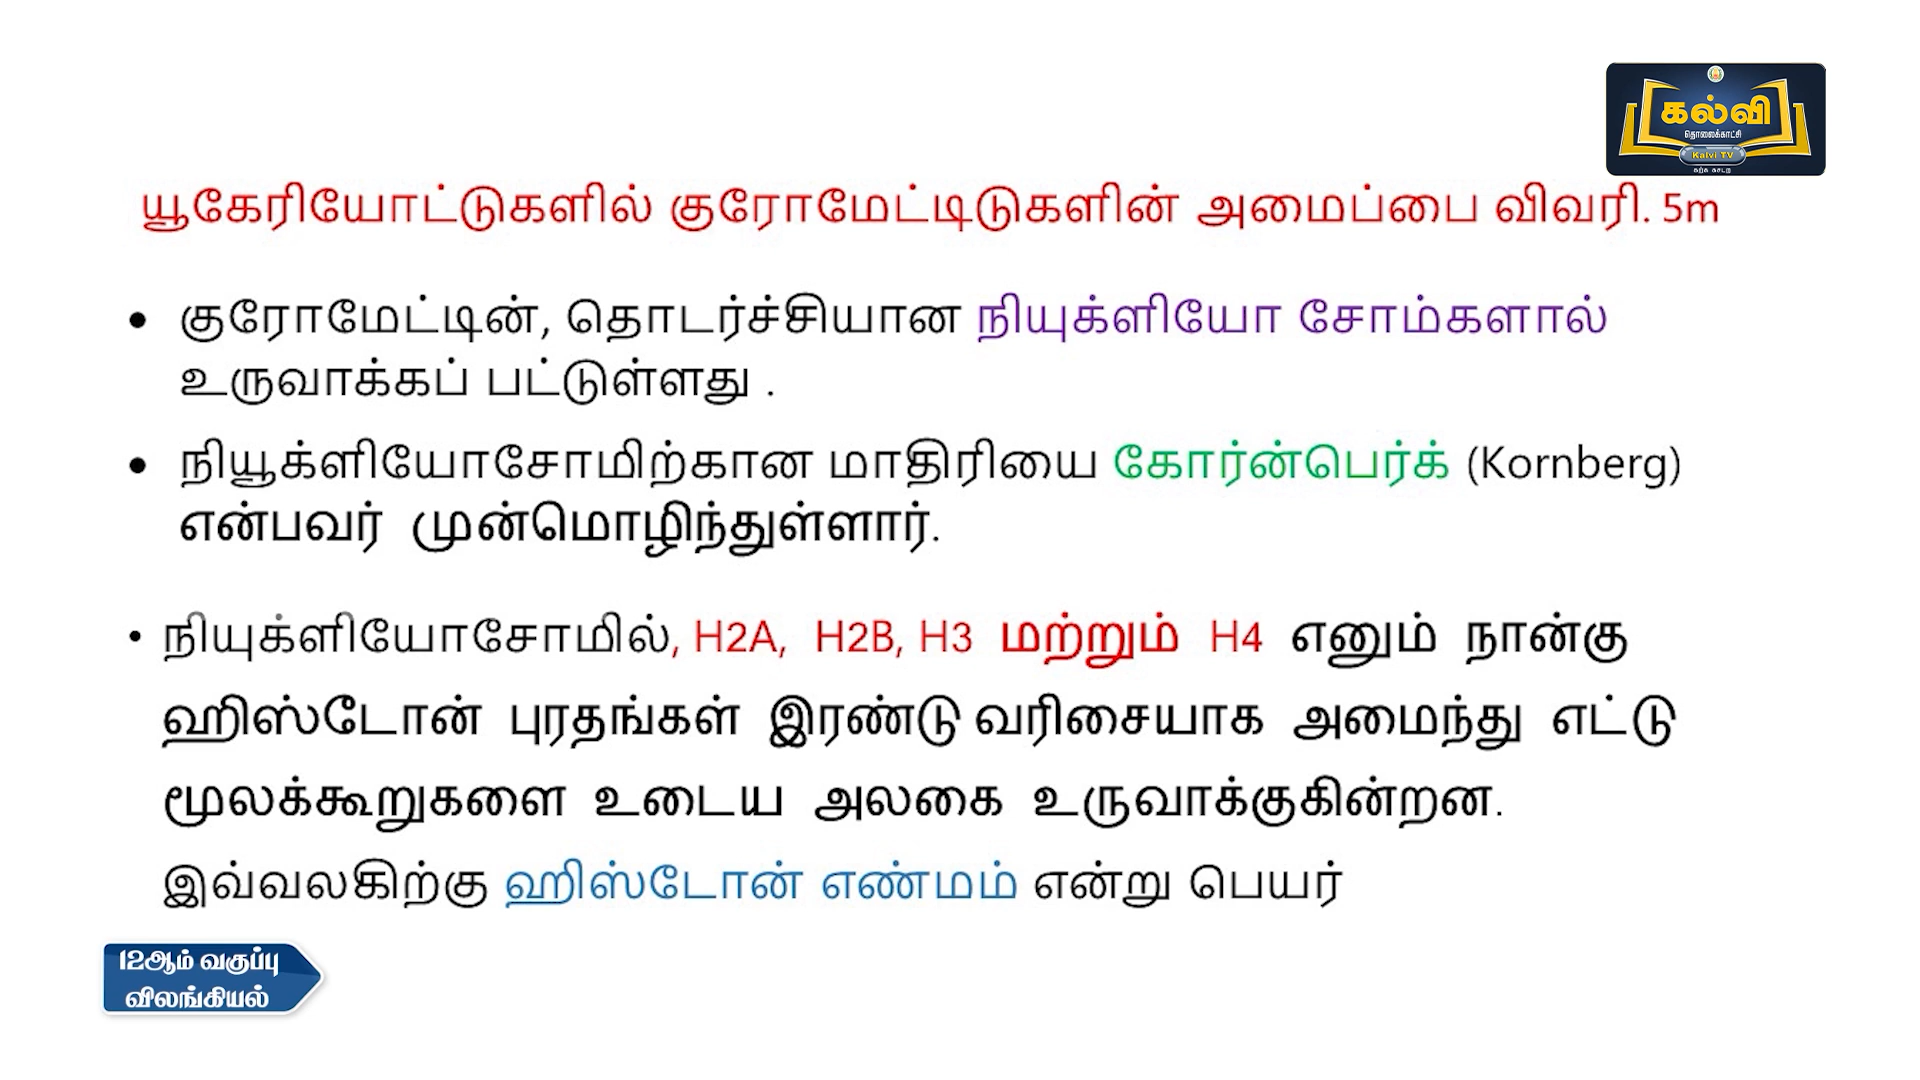 கல்வி
தொலைக்காட்சி
Kalvi TV
கற்க கசடற
யூகேரியோட்டுகளில் குரோமேட்டிடுகளின் அமைப்பை விவரி. 5m
• குரோமேட்டின், தொடர்ச்சியான நியுக்ளியோ சோம்களால்
உருவாக்கப் பட்டுள்ளது .
• நியூக்ளியோசோமிற்கான மாதிரியை கோர்ன்பெர்க் (Kornberg)
என்பவர் முன்மொழிந்துள்ளார்.
• நியுக்ளியோசோமில், H2A, H2B, H3 மற்றும் H4 எனும் நான்கு
ஹிஸ்டோன் புரதங்கள் இரண்டு வரிசையாக அமைந்து எட்டு
மூலக்கூறுகளை உடைய அலகை உருவாக்குகின்றன.
இவ்வலகிற்கு ஹிஸ்டோன் எண்மம் என்று பெயர்
12ஆம் வகுப்பு
விலங்கியல்